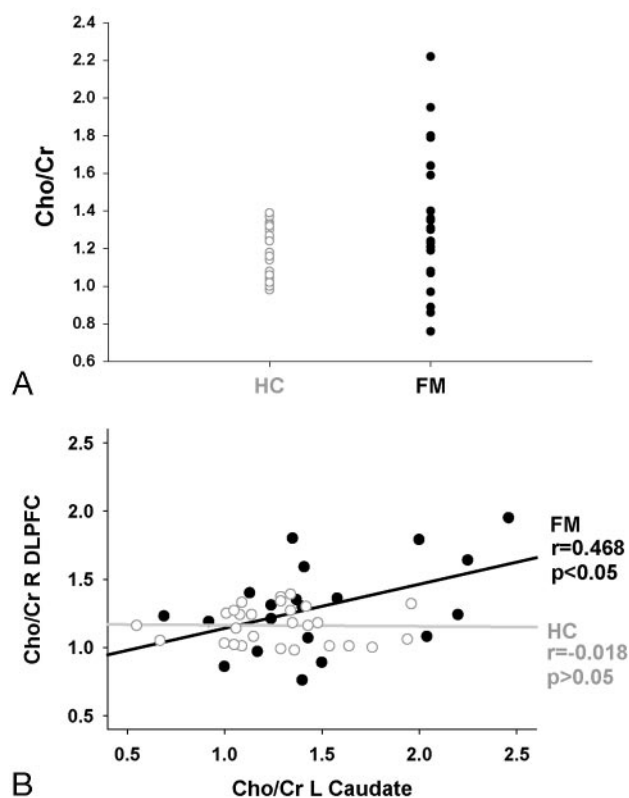 2.4
2.2
2.0
1.8
1.6
1.4
1.2
1.0
0.8
0.6
Cho/Cr
HC FM
A
2.5
2.0
1.5
1.0
0.5
Cho/Cr R DLPFC
FM
r=0.468
p<0.05
HC
r=-0.018
p>0.05
0.5 1.0 1.5 2.0 2.5
Cho/Cr L Caudate
B